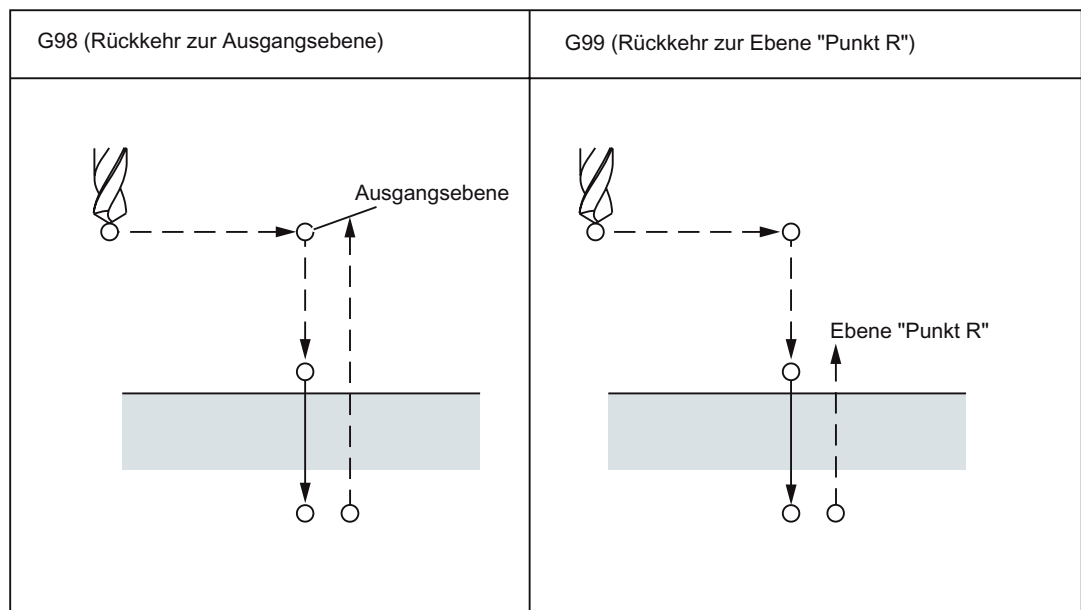 G98 (Rückkehr zur Ausgangsebene)
G99 (Rückkehr zur Ebene "Punkt R")
Ausgangsebene
Ebene "Punkt R"